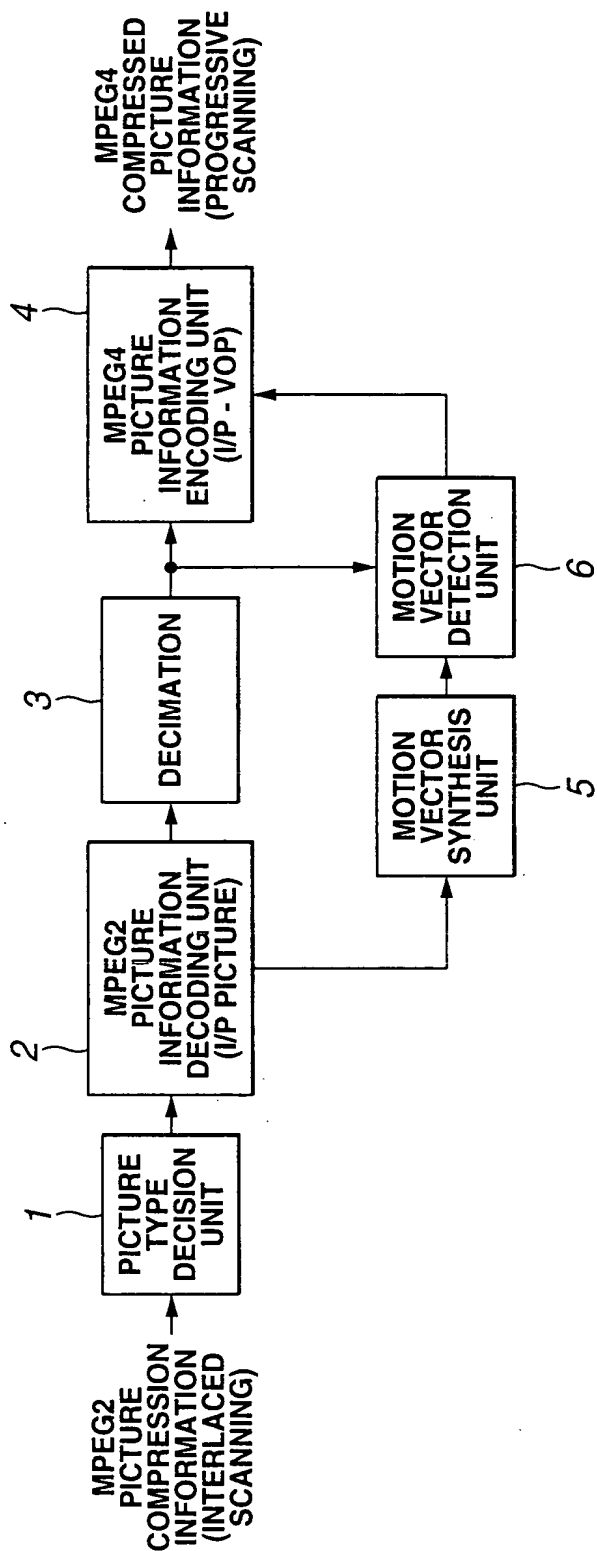 MPEG2
PICTURE
COMPRESSION
INFORMATION
(INTERLACED
SCANNING)
1
PICTURE
TYPE
DECISION
UNIT
2
MPEG2
PICTURE
INFORMATION
DECODING UNIT
(I/P PICTURE)
3
DECIMATION
4
MPEG4
PICTURE
INFORMATION
ENCODING UNIT
(I/P - VOP)
MPEG4
COMPRESSED
PICTURE
INFORMATION
(PROGRESSIVE
SCANNING)
MOTION
VECTOR
SYNTHESIS
UNIT
5
MOTION
VECTOR
DETECTION
UNIT
6